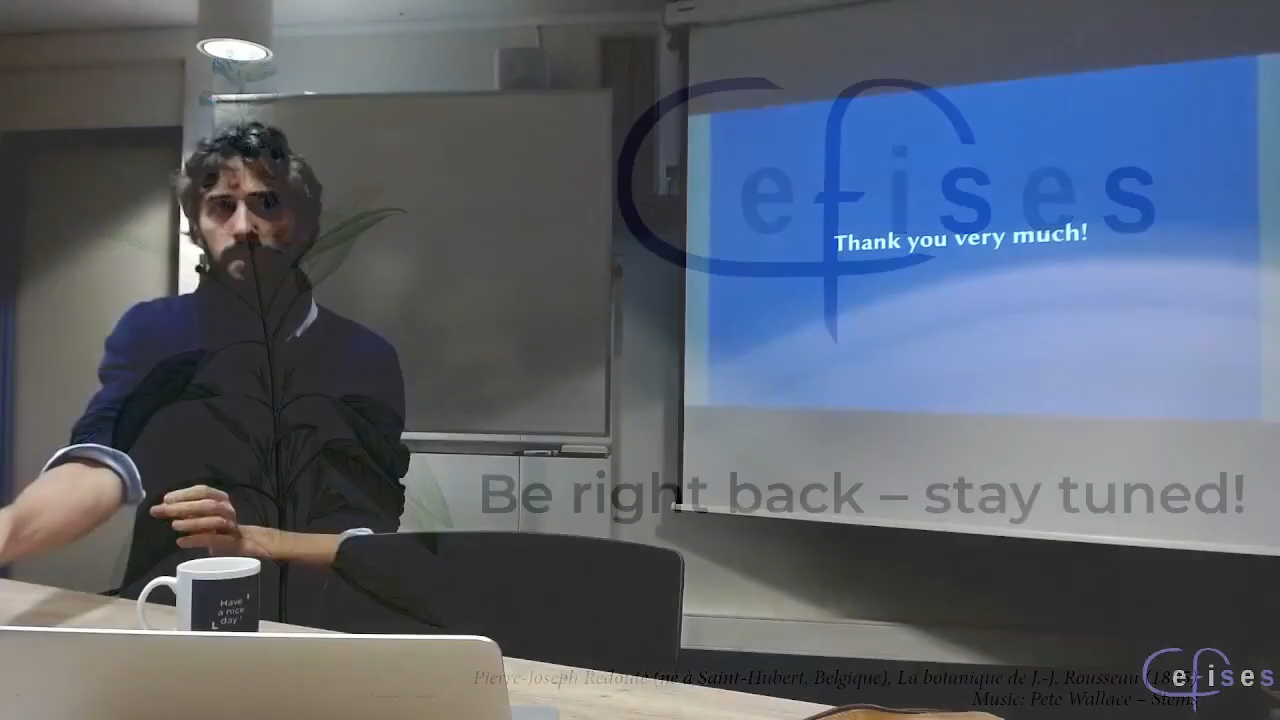 Cefises
Thank you very much!
Be right back – stay tuned!
Have
a nice
day!
Pierre-Joseph Redouté (né à Saint-Hubert, Belgique), La botanique de J.-J. Rousseau
Music: Pete Wallace – Stems
Cefises